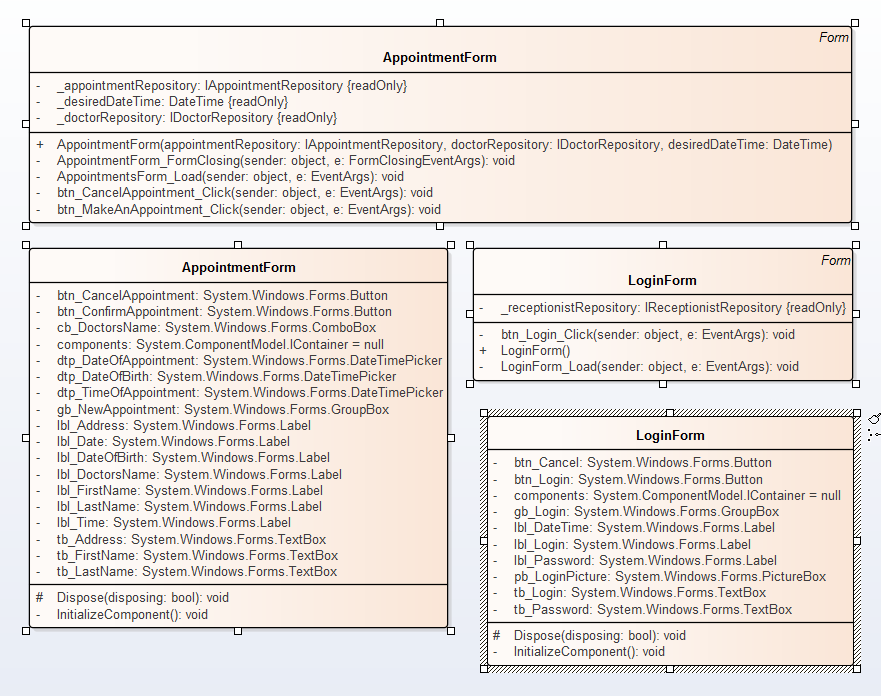 Form
AppointmentForm
- _appointmentRepository: IAppointmentRepository {readOnly}
- _desiredDateTime: DateTime {readOnly}
- _doctorRepository: IDoctorRepository {readOnly}
+ AppointmentForm(appointmentRepository: IAppointmentRepository, doctorRepository: IDoctorRepository, desiredDateTime: DateTime)
- AppointmentForm_FormClosing(sender: object, e: FormClosingEventArgs): void
- AppointmentsForm_Load(sender: object, e: EventArgs): void
- btn_CancelAppointment_Click(sender: object, e: EventArgs): void
- btn_MakeAnAppointment_Click(sender: object, e: EventArgs): void
AppointmentForm
- btn_CancelAppointment: System.Windows.Forms.Button
- btn_ConfirmAppointment: System.Windows.Forms.Button
- cb_DoctorsName: System.Windows.Forms.ComboBox
- components: System.ComponentModel.IContainer = null
- dtp_DateOfAppointment: System.Windows.Forms.DateTimePicker
- dtp_DateOfBirth: System.Windows.Forms.DateTimePicker
- dtp_TimeOfAppointment: System.Windows.Forms.DateTimePicker
- gb_NewAppointment: System.Windows.Forms.GroupBox
- lbl_Address: System.Windows.Forms.Label
- lbl_Date: System.Windows.Forms.Label
- lbl_DateOfBirth: System.Windows.Forms.Label
- lbl_DoctorsName: System.Windows.Forms.Label
- lbl_FirstName: System.Windows.Forms.Label
- lbl_LastName: System.Windows.Forms.Label
- lbl_Time: System.Windows.Forms.Label
- tb_Address: System.Windows.Forms.TextBox
- tb_FirstName: System.Windows.Forms.TextBox
- tb_LastName: System.Windows.Forms.TextBox
# Dispose(disposing: bool): void
- InitializeComponent(): void
Form
LoginForm
- _receptionistRepository: IReceptionistRepository {readOnly}
- btn_Login_Click(sender: object, e: EventArgs): void
+ LoginForm()
- LoginForm_Load(sender: object, e: EventArgs): void
LoginForm
- btn_Cancel: System.Windows.Forms.Button
- btn_Login: System.Windows.Forms.Button
- components: System.ComponentModel.IContainer = null
- gb_Login: System.Windows.Forms.GroupBox
- lbl_DateTime: System.Windows.Forms.Label
- lbl_Login: System.Windows.Forms.Label
- lbl_Password: System.Windows.Forms.Label
- pb_LoginPicture: System.Windows.Forms.PictureBox
- tb_Login: System.Windows.Forms.TextBox
- tb_Password: System.Windows.Forms.TextBox
# Dispose(disposing: bool): void
- InitializeComponent(): void